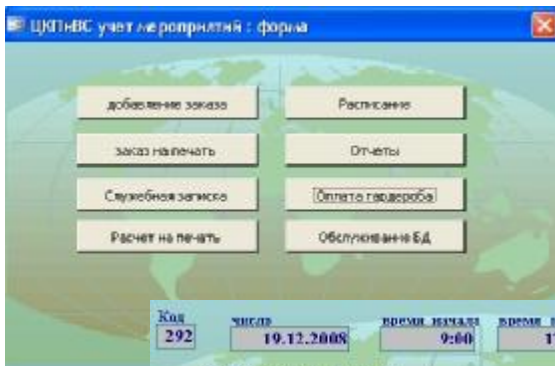 ЦКПиВС учет мероприятий : форма
добавление заказа
Расписание
заказ на печать
Отчеты
Служебная записка
Оплата гардероба
Расчет на печать
Обслуживание БД
Код число время начала время
292 19.12.2008 9:00